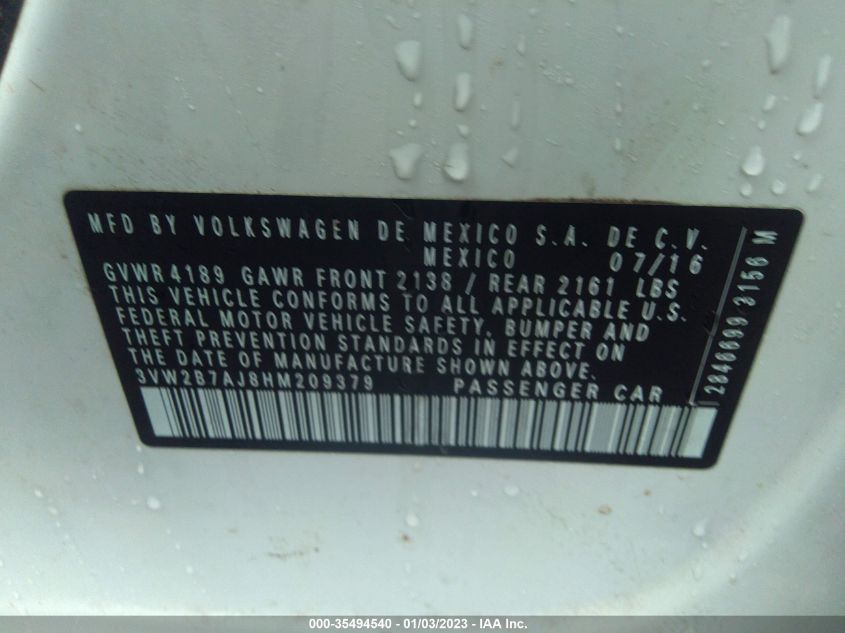 MFD BY VOLKSWAGEN DE MEXICO S.A. DE C.V.
MEXICO 07/16
GVWR 4189 GAWR FRONT 2138 / REAR 2161 LBS
THIS VEHICLE CONFORMS TO ALL APPLICABLE U.S.
FEDERAL MOTOR VEHICLE SAFETY, BUMPER AND
THEFT PREVENTION STANDARDS IN EFFECT ON
THE DATE OF MANUFACTURE SHOWN ABOVE.
3VW2B7AJ8HM209379 PASSENGER CAR
2846699 3156 M
000-35494540 - 01/03/2023 - IAA Inc.